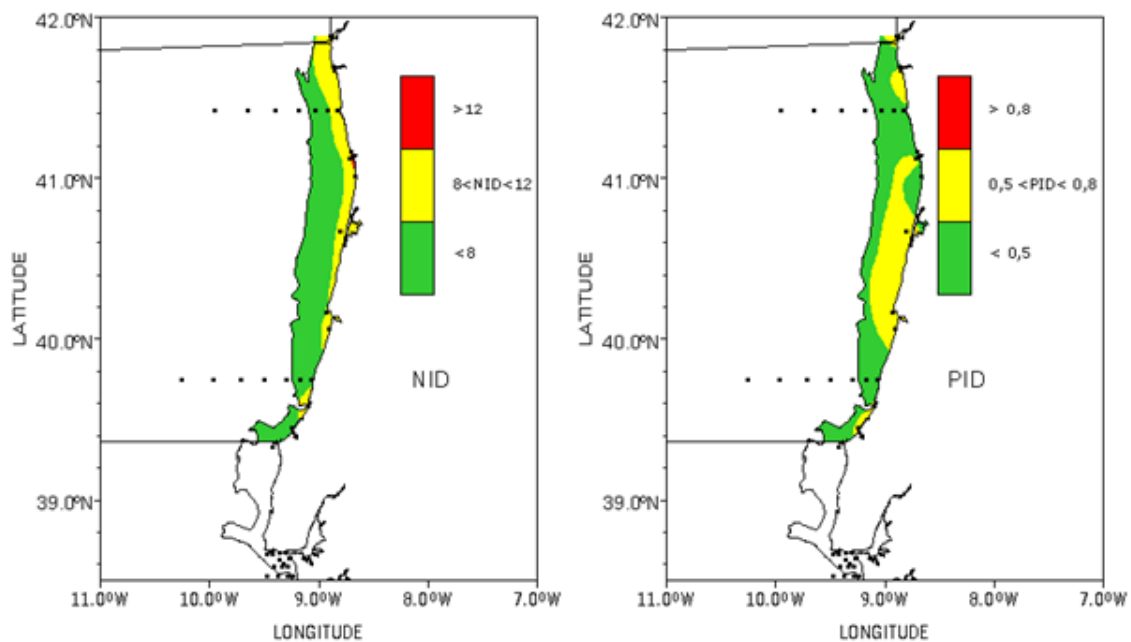 42.0ºN
41.0ºN
40.0ºN
39.0ºN
LATITUDE
>12
8<NID<12
<8
NID
11.0ºW 10.0ºW 9.0ºW 8.0ºW 7.0ºW
LONGITUDE
42.0ºN
41.0ºN
40.0ºN
39.0ºN
LATITUDE
> 0,8
0,5 <PID< 0,8
< 0,5
PID
11.0ºW 10.0ºW 9.0ºW 8.0ºW 7.0ºW
LONGITUDE